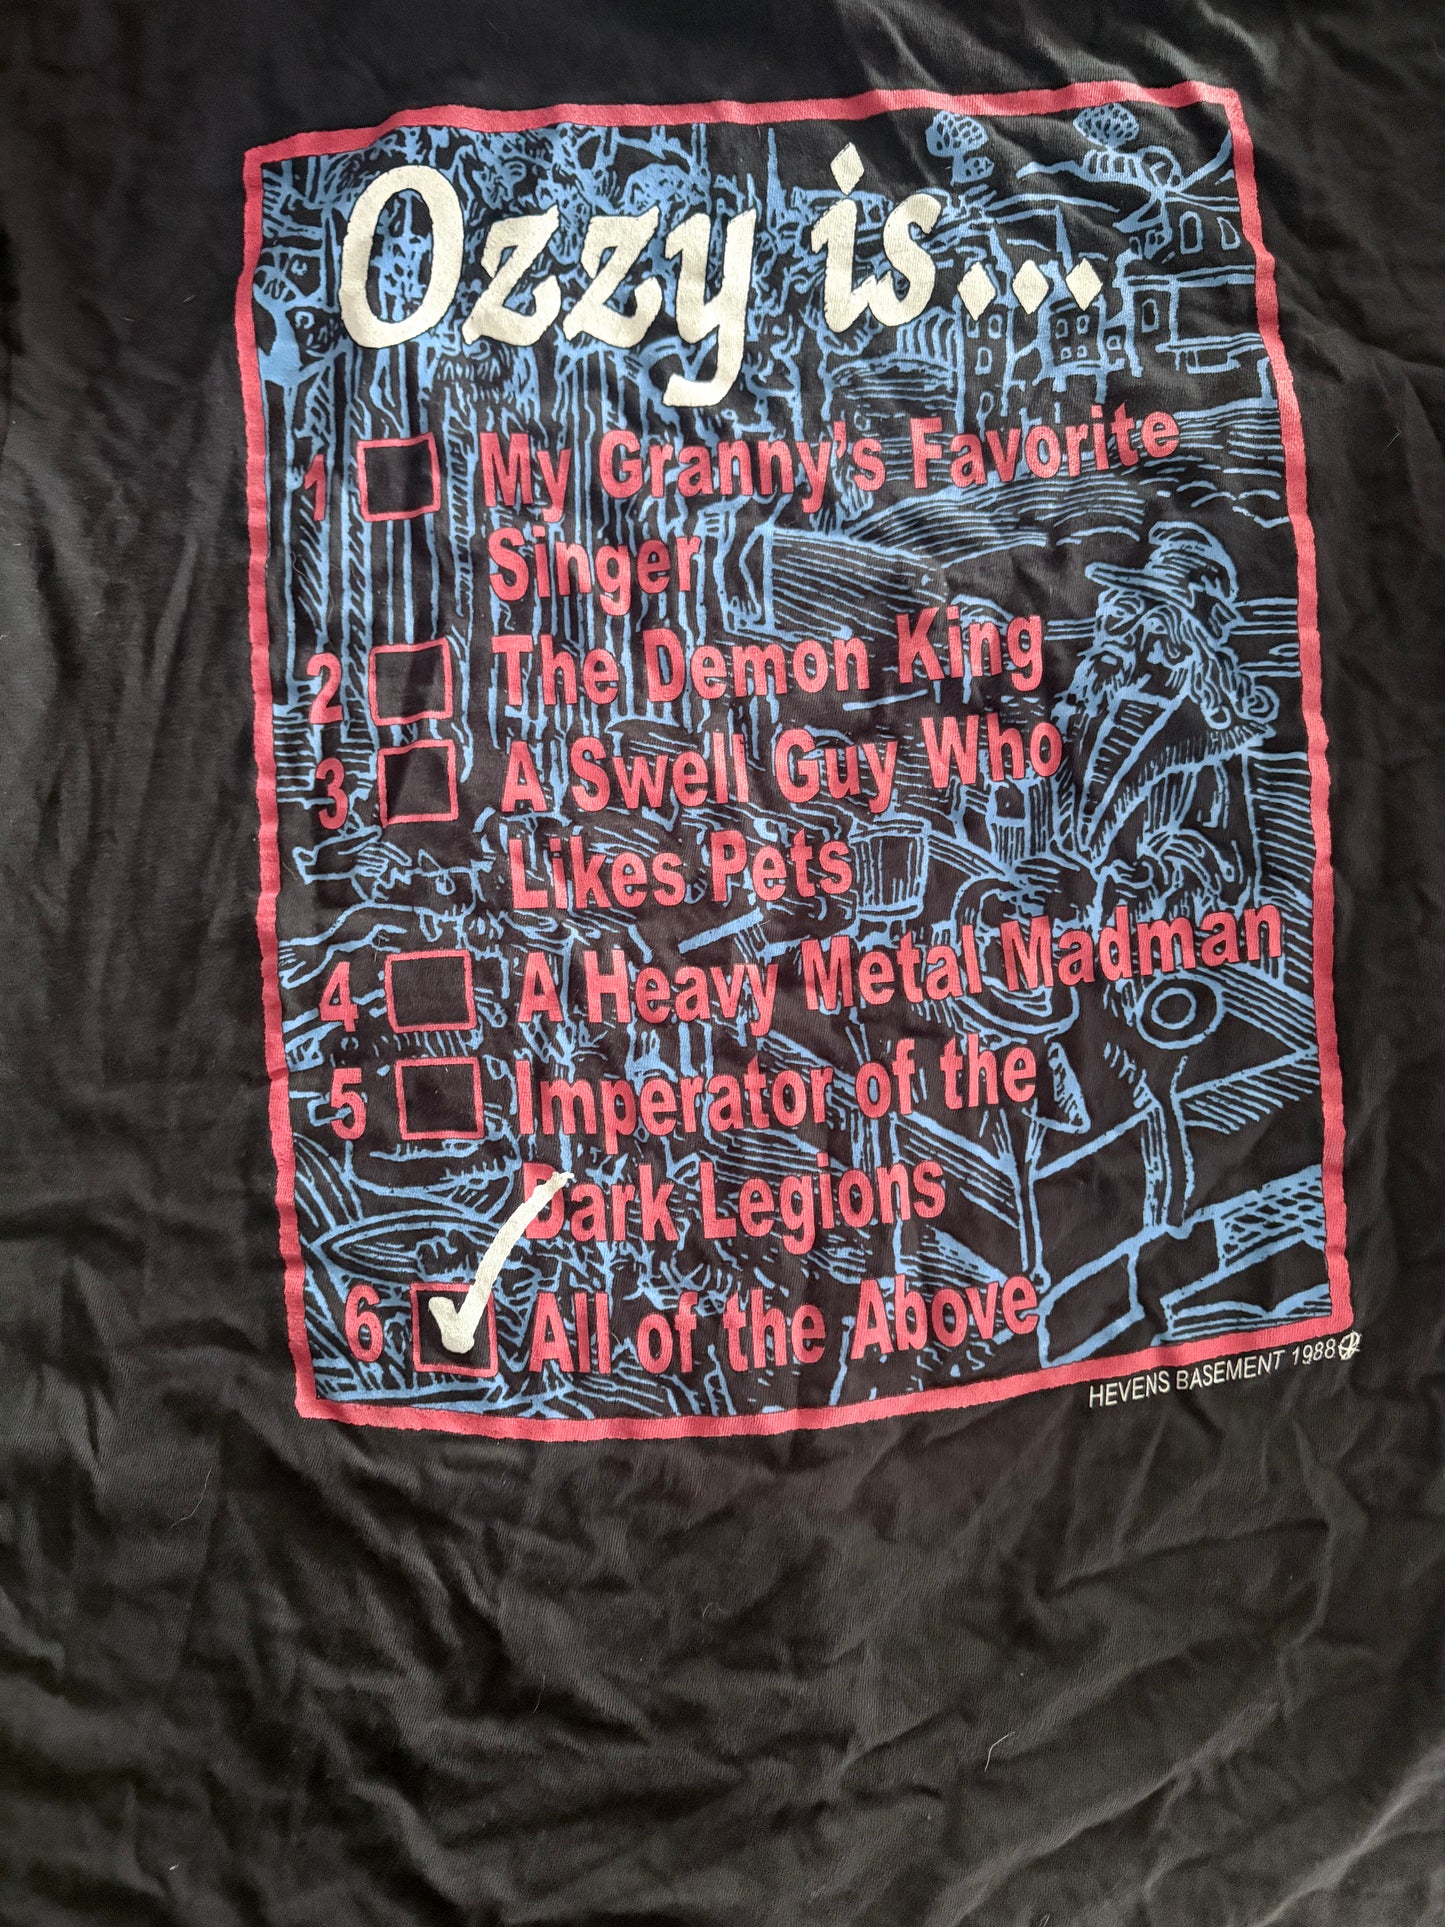 Ozzy is...
1 My Granny's Favorite
Singer
2 The Demon King
3 A Swell Guy Who
Likes Pets
4 A Heavy Metal Madman
5 Imperator of the
Dark Legions
6 All of the Above
HEVENS BASEMENT 1988